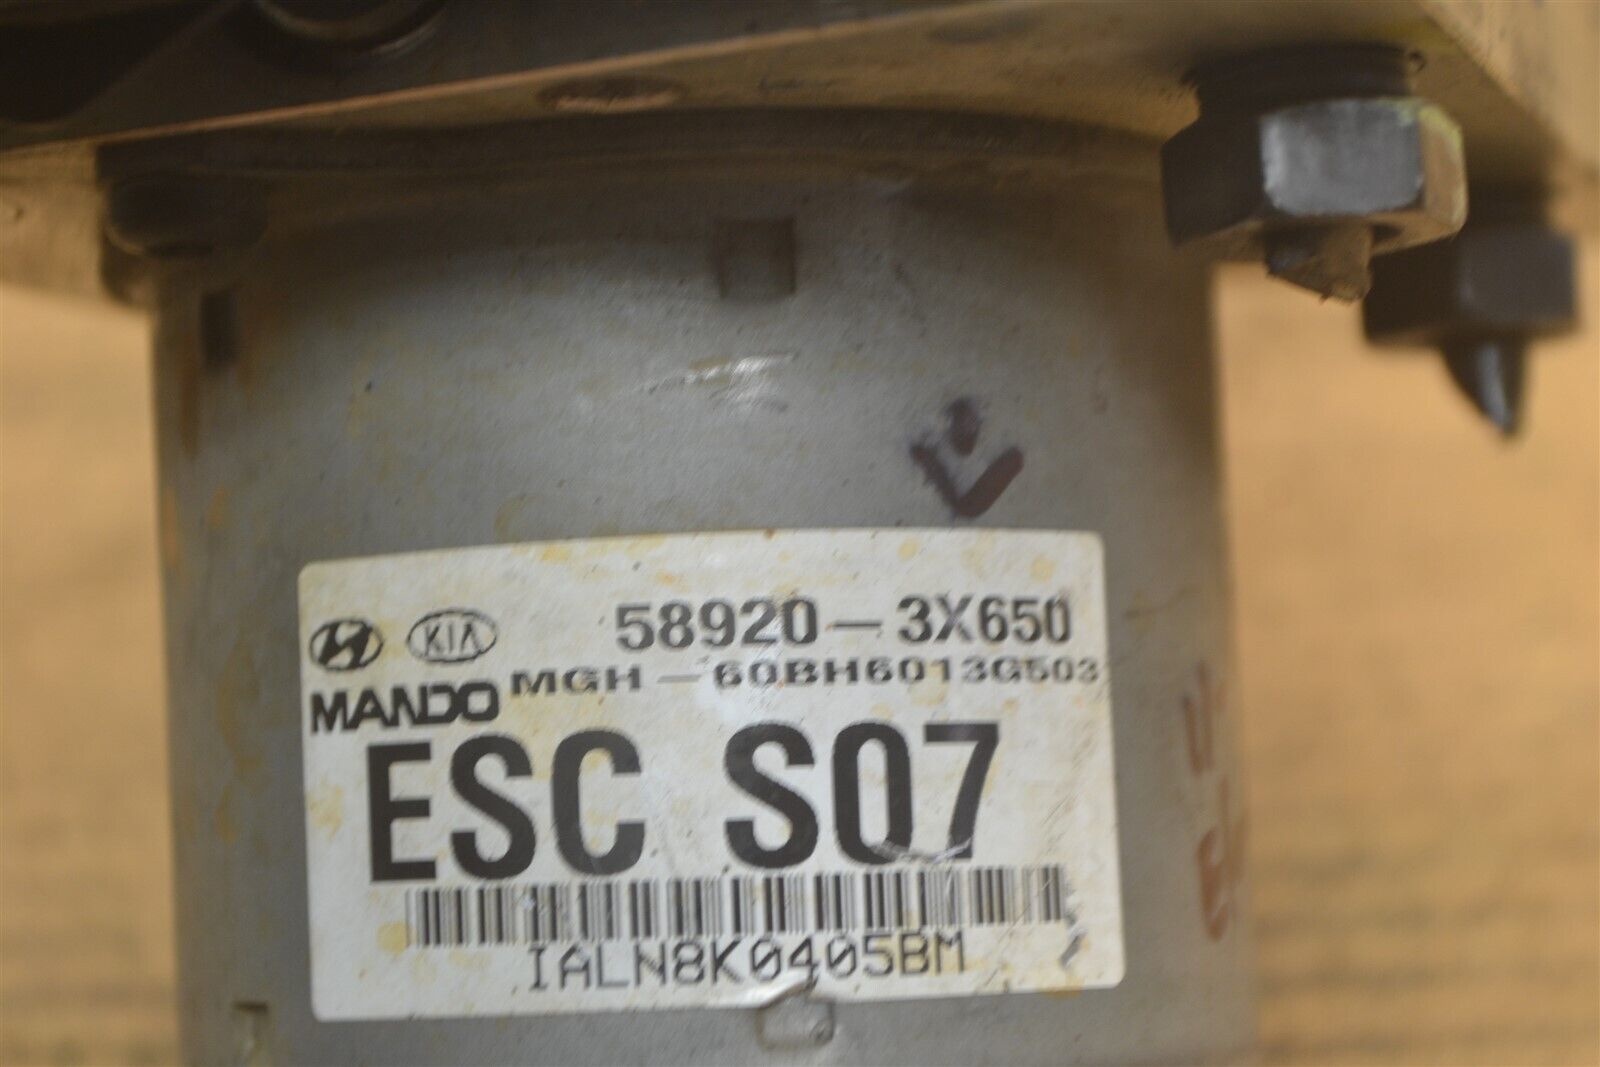 KIA 58920-3X650
MANDO MGH-60BH6013G503
ESC S07
IALN8K0405BM